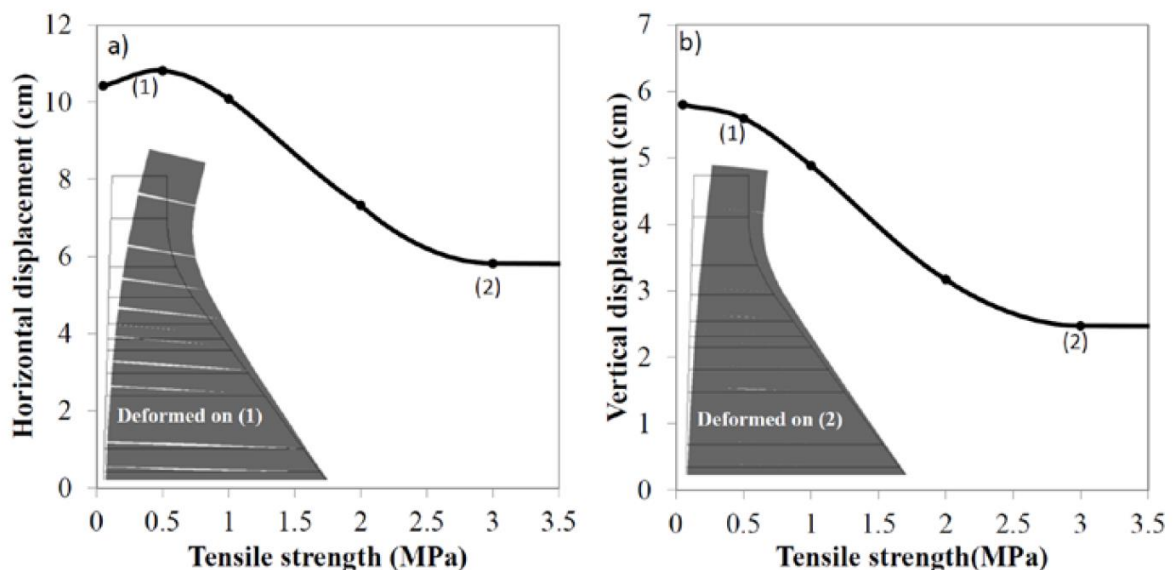 a)
Horizontal displacement (cm)
12
10
8
6
4
2
0
(1)
(2)
Deformed on (1)
0 0.5 1 1.5 2 2.5 3 3.5
Tensile strength (MPa)
b)
Vertical displacement (cm)
7
6
5
4
3
2
1
0
(1)
(2)
Deformed on (2)
0 0.5 1 1.5 2 2.5 3 3.5
Tensile strength(MPa)